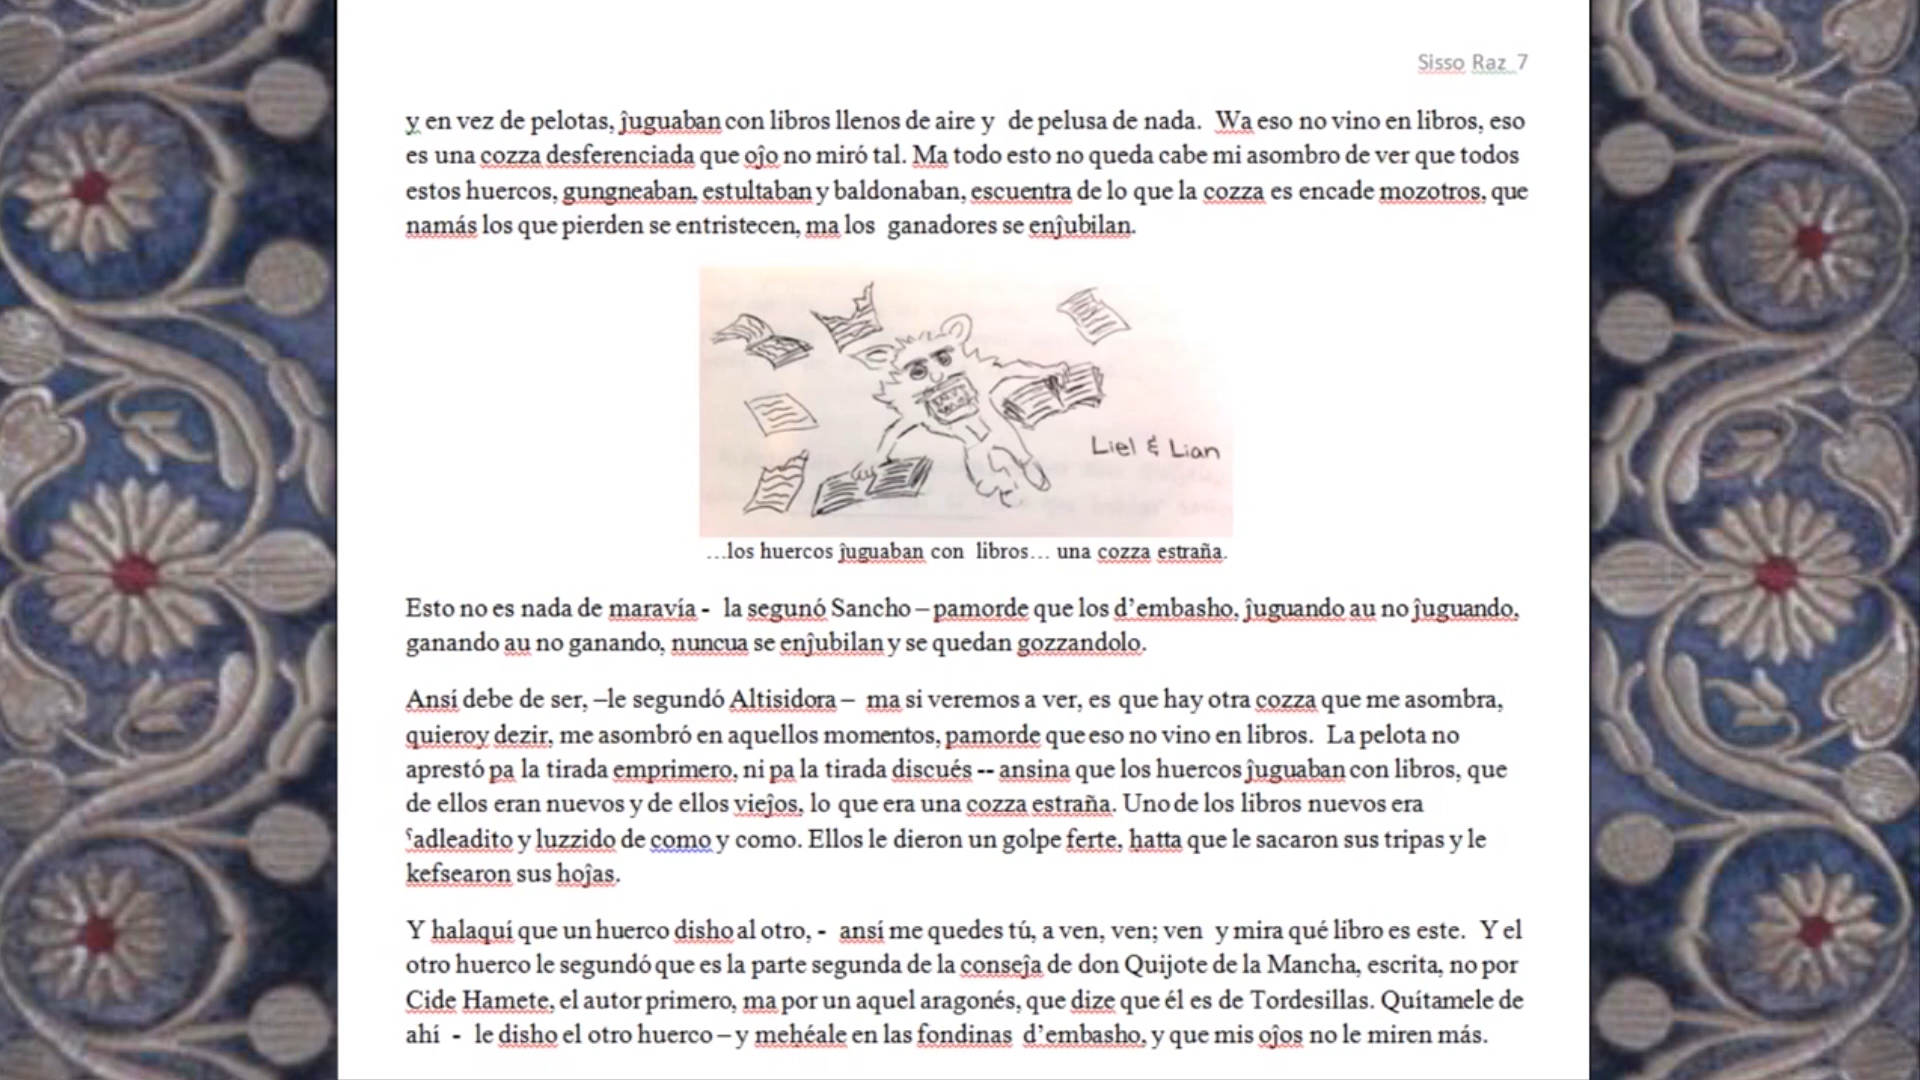 Sisso Raz 7
y en vez de pelotas, ĵuguaban con libros llenos de aire y de pelusa de nada. Wa eso no vino en libros, eso
es una cozza desferenciada que oĵo no miró tal. Ma todo esto no queda cabe mi asombro de ver que todos
estos huercos, gungneaban, estultaban y baldonaban, escuentra de lo que la cozza es encade mozotros, que
namás los que pierden se entristecen, ma los ganadores se enĵubilan.
Liel & Lian
...los huercos ĵuguaban con libros... una cozza estraña.
Esto no es nada de maravía - la segunó Sancho – pamorde que los d’embasho, ĵuguando au no ĵuguando,
ganando au no ganando, nuncua se enĵubilan y se quedan gozzandolo.
Ansí debe de ser, –le segundó Altisidora – ma si veremos a ver, es que hay otra cozza que me asombra,
quieroy dezir, me asombró en aquellos momentos, pamorde que eso no vino en libros. La pelota no
aprestó pa la tirada emprimero, ni pa la tirada discués -- ansina que los huercos ĵuguaban con libros, que
de ellos eran nuevos y de ellos vieĵos, lo que era una cozza estraña. Uno de los libros nuevos era
ʿadleadito y luzzido de como y como. Ellos le dieron un golpe ferte, hatta que le sacaron sus tripas y le
kefsearon sus hoĵas.
Y halaquí que un huerco disho al otro, - ansí me quedes tú, a ven, ven; ven y mira qué libro es este. Y el
otro huerco le segundó que es la parte segunda de la conseĵa de don Quijote de la Mancha, escrita, no por
Cide Hamete, el autor primero, ma por un aquel aragonés, que dize que él es de Tordesillas. Quítamele de
ahí - le disho el otro huerco – y meḥéale en las fondinas d’embasho, y que mis oĵos no le miren más.